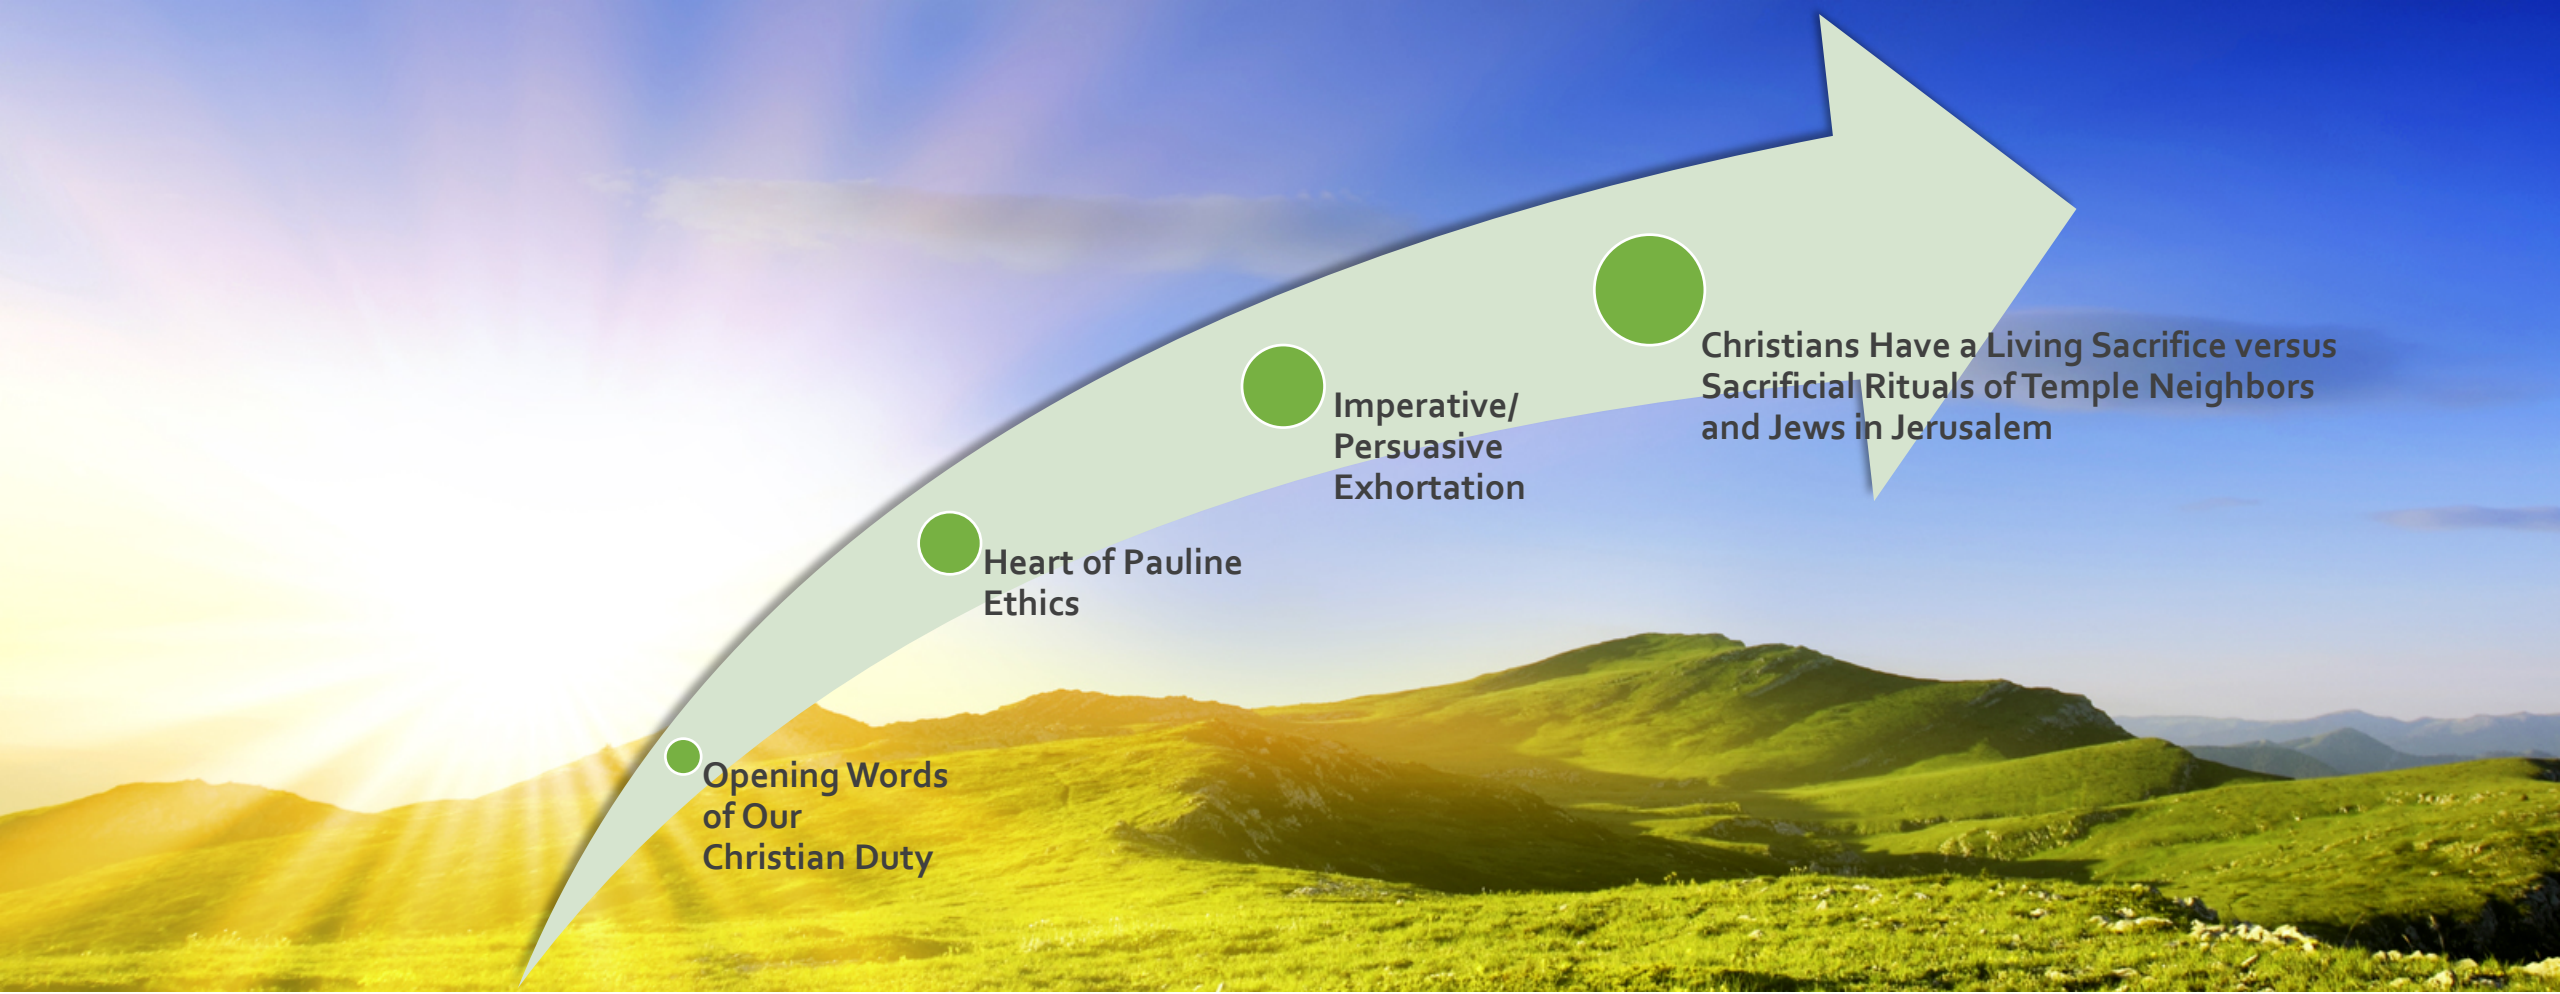 Opening Words
of Our
Christian Duty
Heart of Pauline
Ethics
Imperative/
Persuasive
Exhortation
Christians Have a Living Sacrifice versus
Sacrificial Rituals of Temple Neighbors
and Jews in Jerusalem